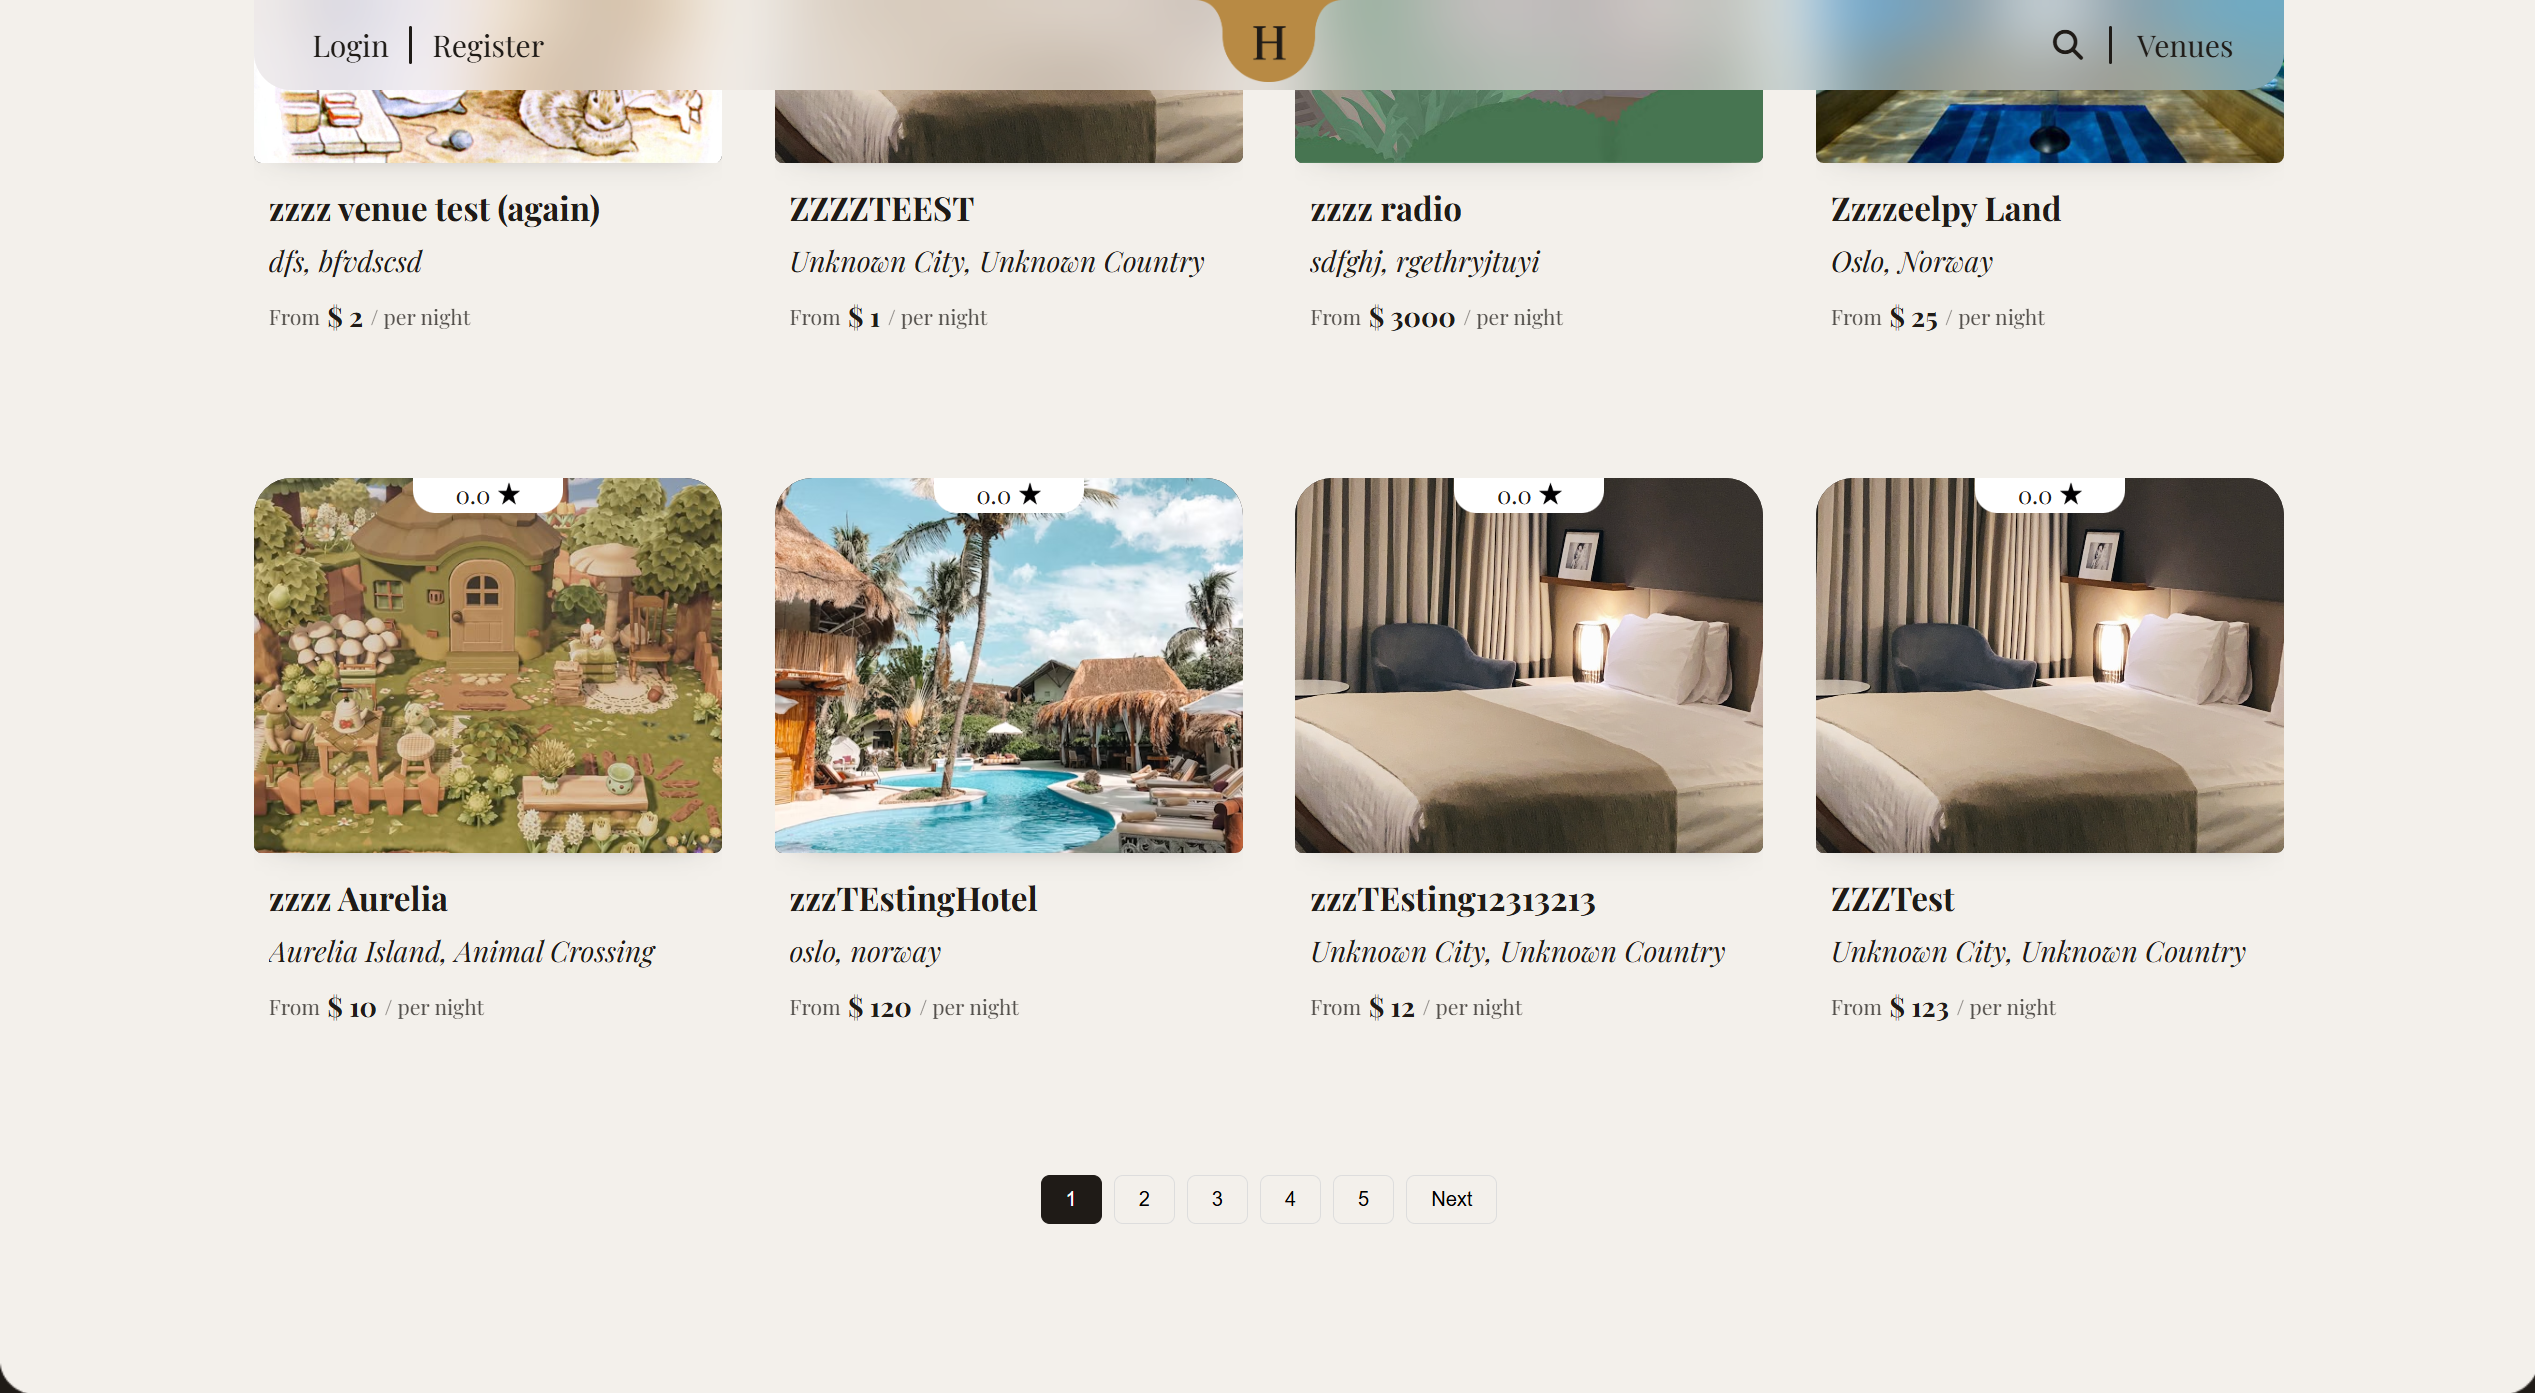 Login | Register
H
Venues
zzzz venue test (again)
dfs, bfvdscsd
From $ 2 / per night
ZZZZTEEST
Unknown City, Unknown Country
From $ 1 / per night
zzzz radio
sdfghj, rgethryjtuyi
From $ 3000 / per night
Zzzzeelpy Land
Oslo, Norway
From $ 25 / per night
0.0 ★
zzzz Aurelia
Aurelia Island, Animal Crossing
From $ 10 / per night
0.0 ★
zzzTEstingHotel
oslo, norway
From $ 120 / per night
0.0 ★
zzzTEsting12313213
Unknown City, Unknown Country
From $ 12 / per night
0.0 ★
ZZZTest
Unknown City, Unknown Country
From $ 123 / per night
1 2 3 4 5 Next